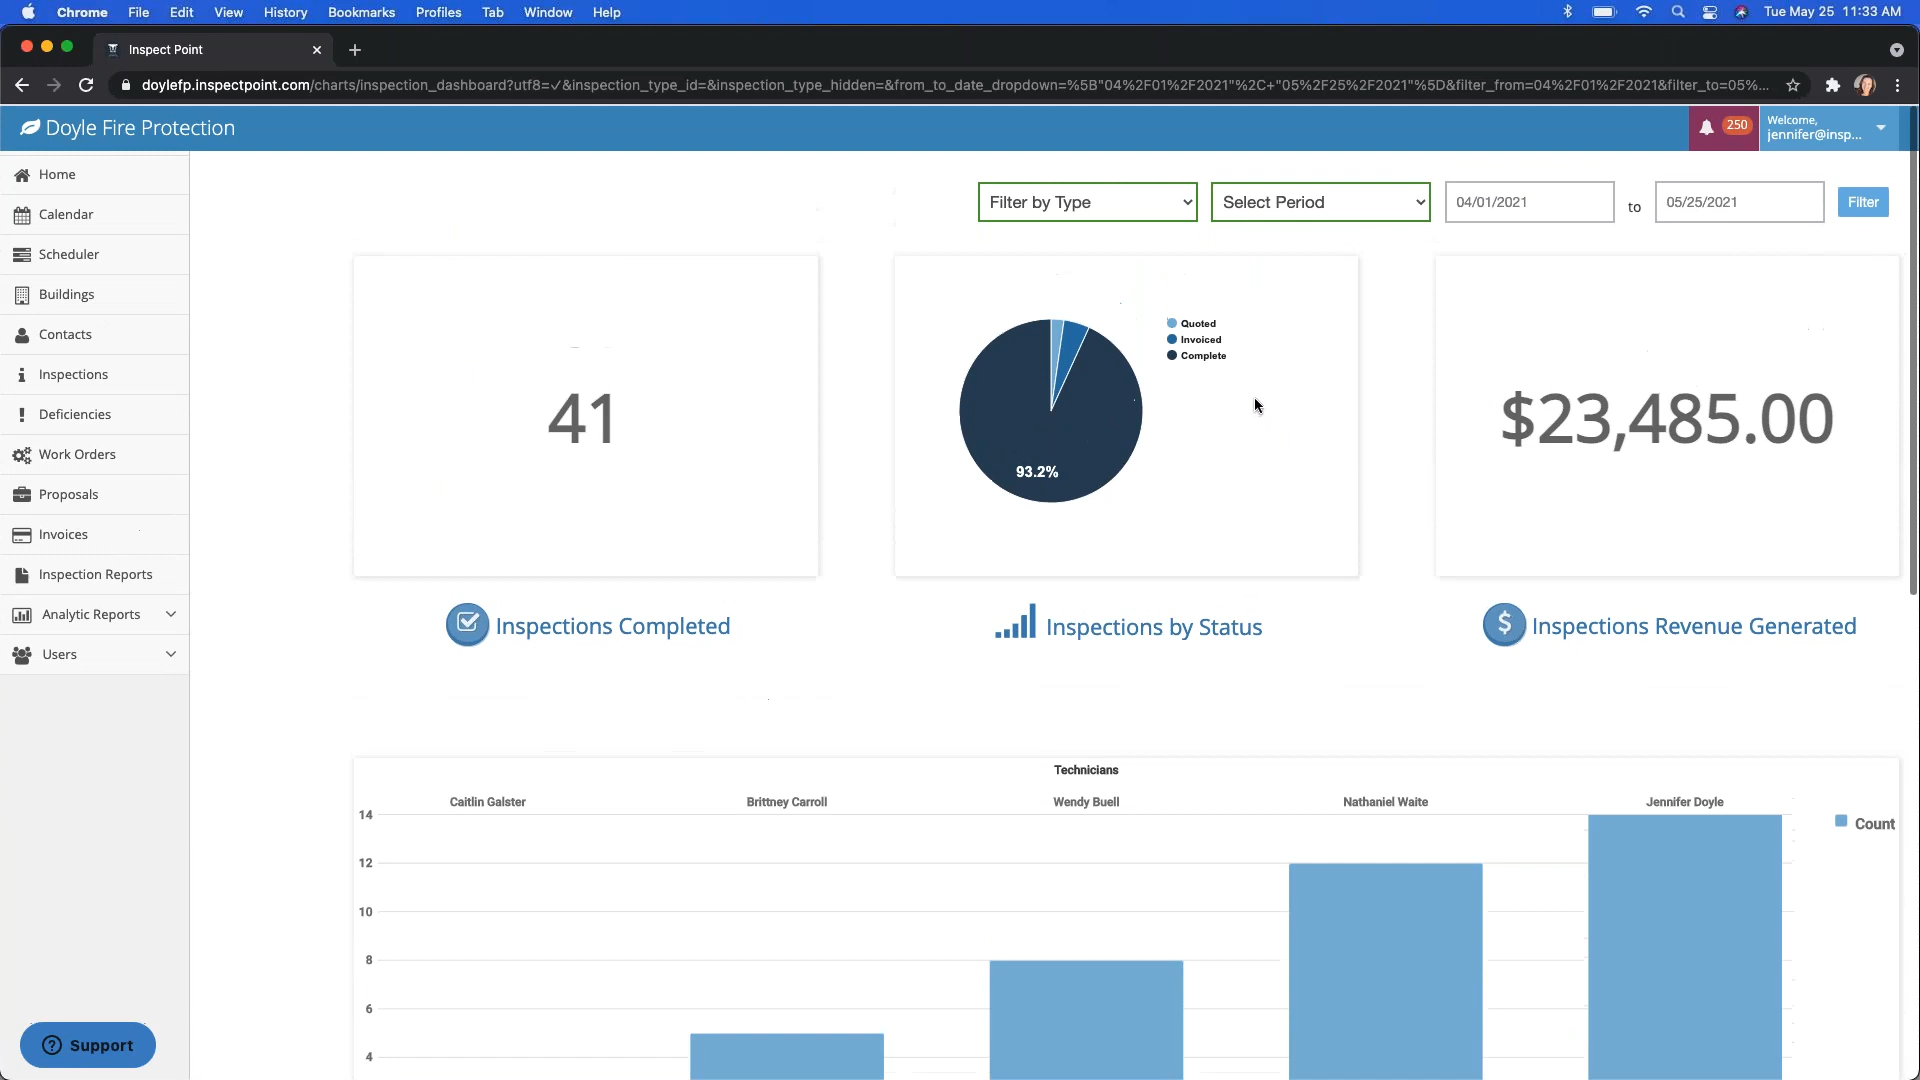 Chrome File Edit View History Bookmarks Profiles Tab Window Help Tue May 25 11:33 AM
Inspect Point
doylefp.inspectpoint.com/charts/inspection_dashboard?utf8=✓&inspection_type_id=&inspection_type_hidden=&from_to_date_dropdown=%5B"04%2F01%2F2021"%2C+"05%2F25%2F2021"%5D&filter_from=04%2F01%2F2021&filter_to=05%...
Doyle Fire Protection
250
Welcome,
jennifer@insp...
Home
Calendar
Scheduler
Buildings
Contacts
Inspections
Deficiencies
Work Orders
Proposals
Invoices
Inspection Reports
Analytic Reports
Users
Support
Filter by Type Select Period 04/01/2021 to 05/25/2021 Filter
41
Inspections Completed
Quoted
Invoiced
Complete
93.2%
Inspections by Status
$23,485.00
Inspections Revenue Generated
Technicians
Caitlin Galster Brittney Carroll Wendy Buell Nathaniel Waite Jennifer Doyle
14
12
10
8
6
4
Count